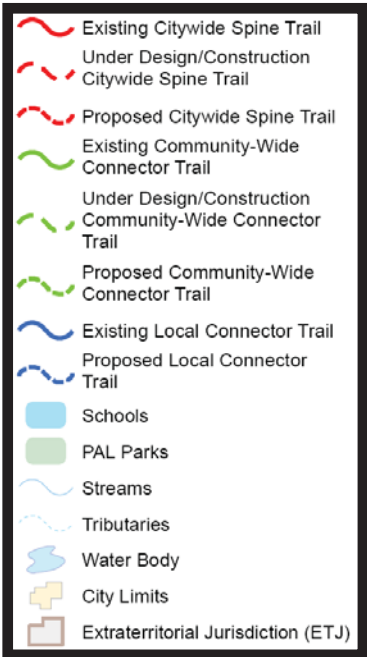 Existing Citywide Spine Trail
Under Design/Construction
Citywide Spine Trail
Proposed Citywide Spine Trail
Existing Community-Wide
Connector Trail
Under Design/Construction
Community-Wide Connector
Trail
Proposed Community-Wide
Connector Trail
Existing Local Connector Trail
Proposed Local Connector
Trail
Schools
PAL Parks
Streams
Tributaries
Water Body
City Limits
Extraterritorial Jurisdiction (ETJ)